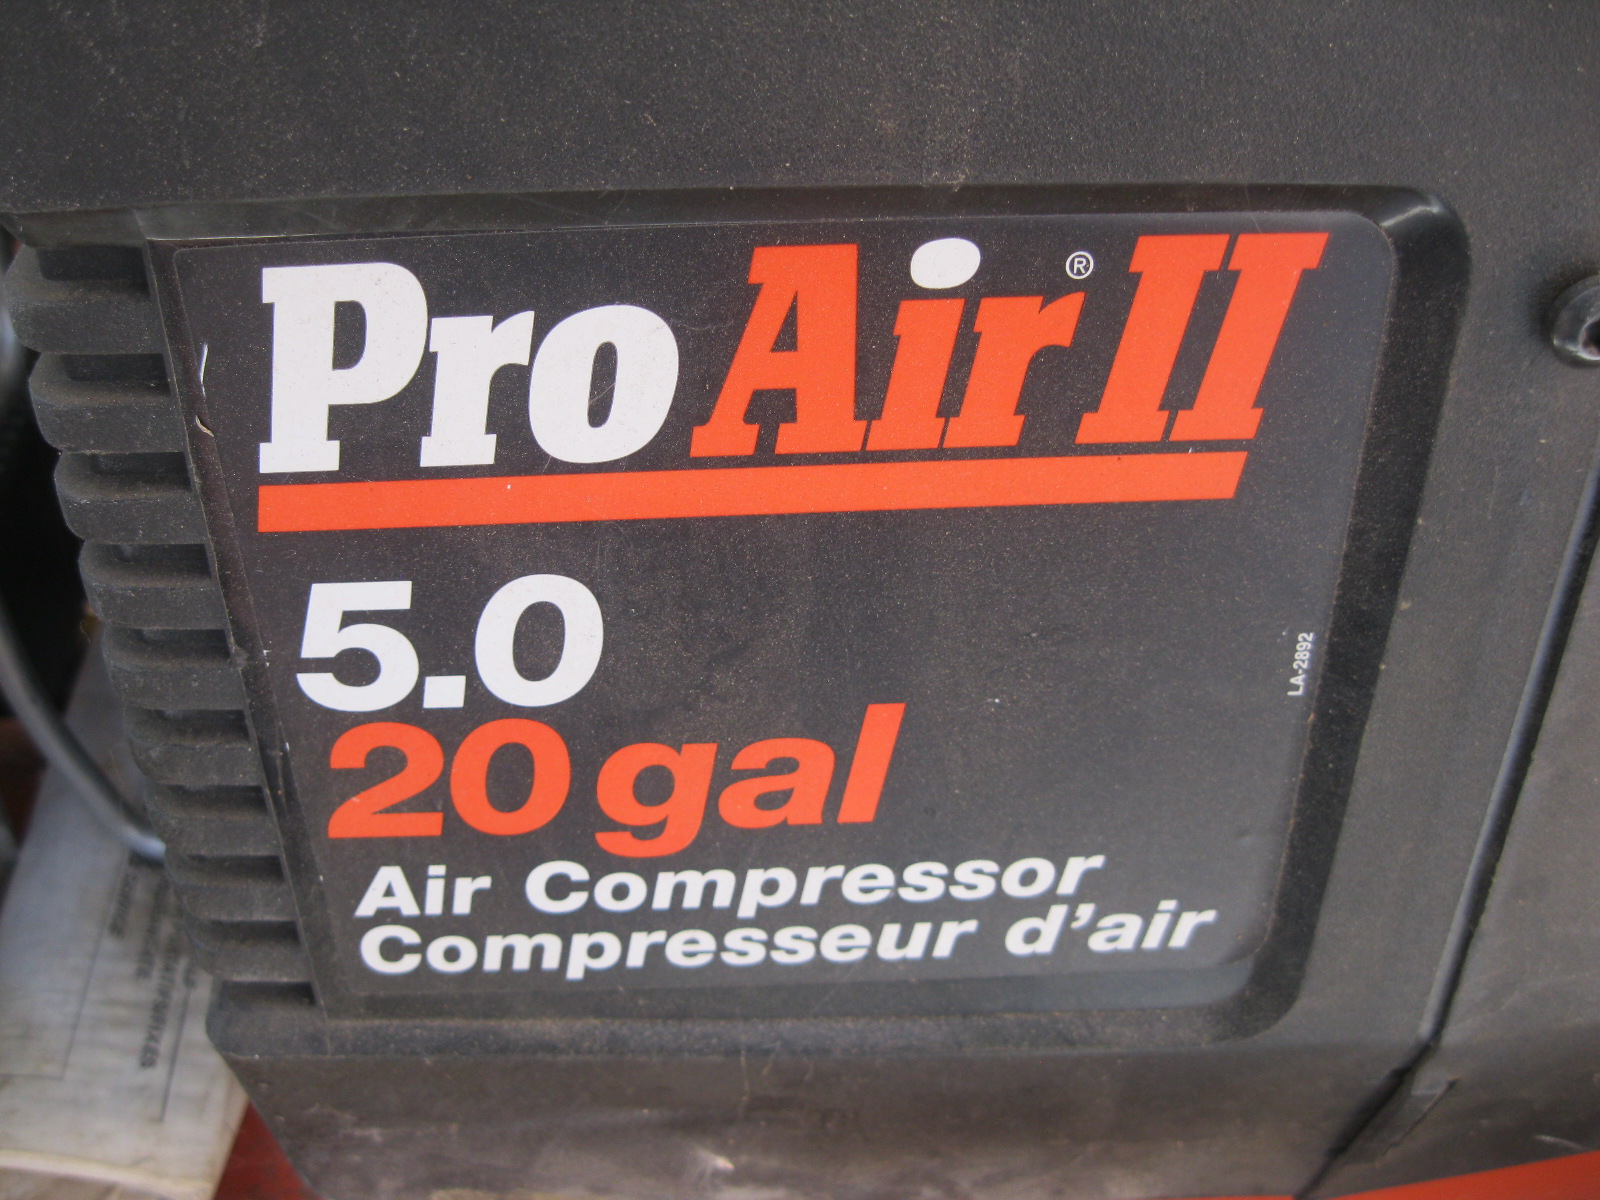 Pro Air® II
5.0
20 gal
Air Compressor
Compresseur d'air
LA-2892